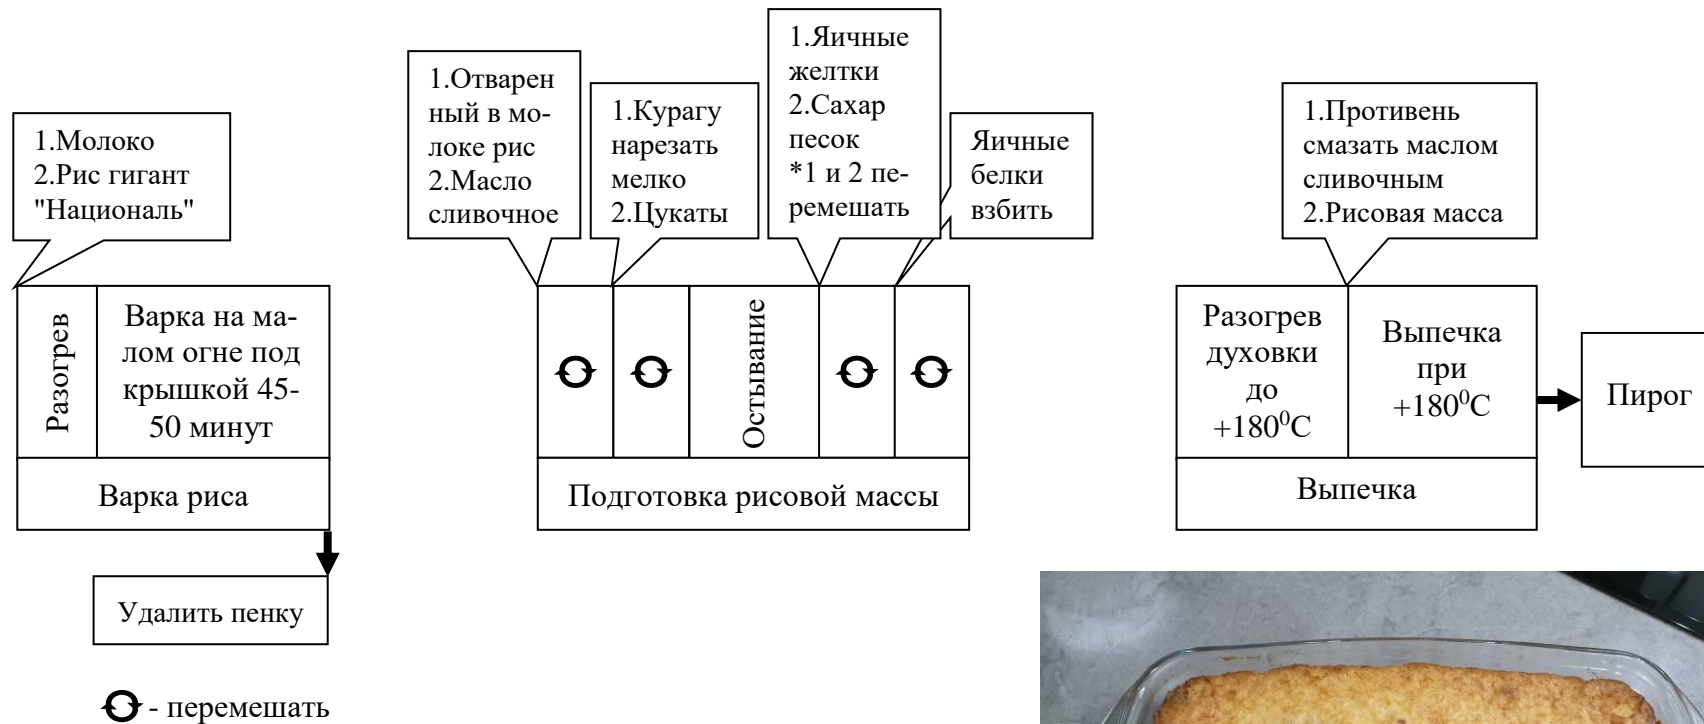 1.Молоко
2.Рис гигант
"Националь"
Разогрев
Варка на ма-
лом огне под
крышкой 45-
50 минут
Варка риса
Удалить пенку
- перемешать
1.Отварен
ный в мо-
локе рис
2.Масло
сливочное
1.Курагу
нарезать
мелко
2.Цукаты
1.Яичные
желтки
2.Сахар
песок
*1 и 2 пе-
ремешать
Яичные
белки
взбить
Остывание
Подготовка рисовой массы
1.Противень
смазать маслом
сливочным
2.Рисовая масса
Разогрев
духовки
до
+180⁰С
Выпечка
при
+180⁰С
Выпечка
Пирог